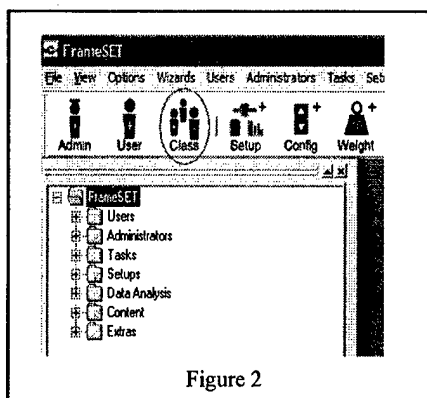 FrameSET
File View Options Wizards Users Administrators Tasks Set
Admin User Class Setup Config Weight
FrameSET
Users
Administrators
Tasks
Setups
Data Analysis
Content
Extras
Figure 2